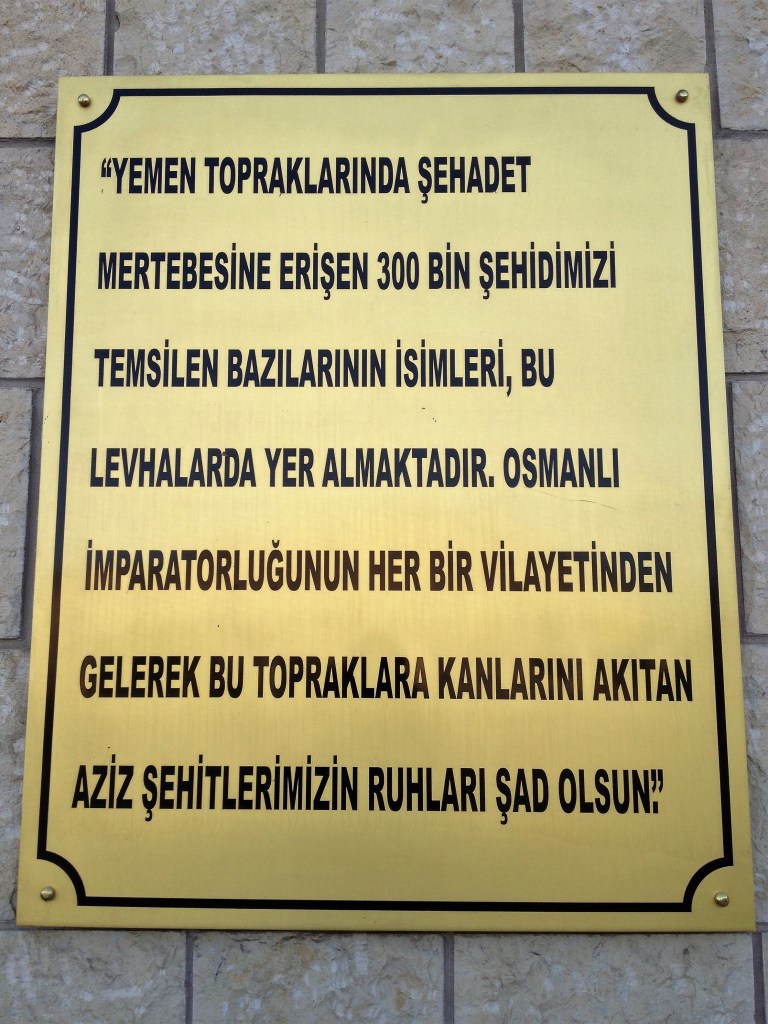 “YEMEN TOPRAKLARINDA ŞEHADET
MERTEBESİNE ERİŞEN 300 BİN ŞEHİDİMİZİ
TEMSİLEN BAZILARININ İSİMLERİ, BU
LEVHALARDA YER ALMAKTADIR. OSMANLI
İMPARATORLUĞUNUN HER BİR VİLAYETİNDEN
GELEREK BU TOPRAKLARA KANLARINI AKITAN
AZİZ ŞEHİTLERİMİZİN RUHLARI ŞAD OLSUN.”